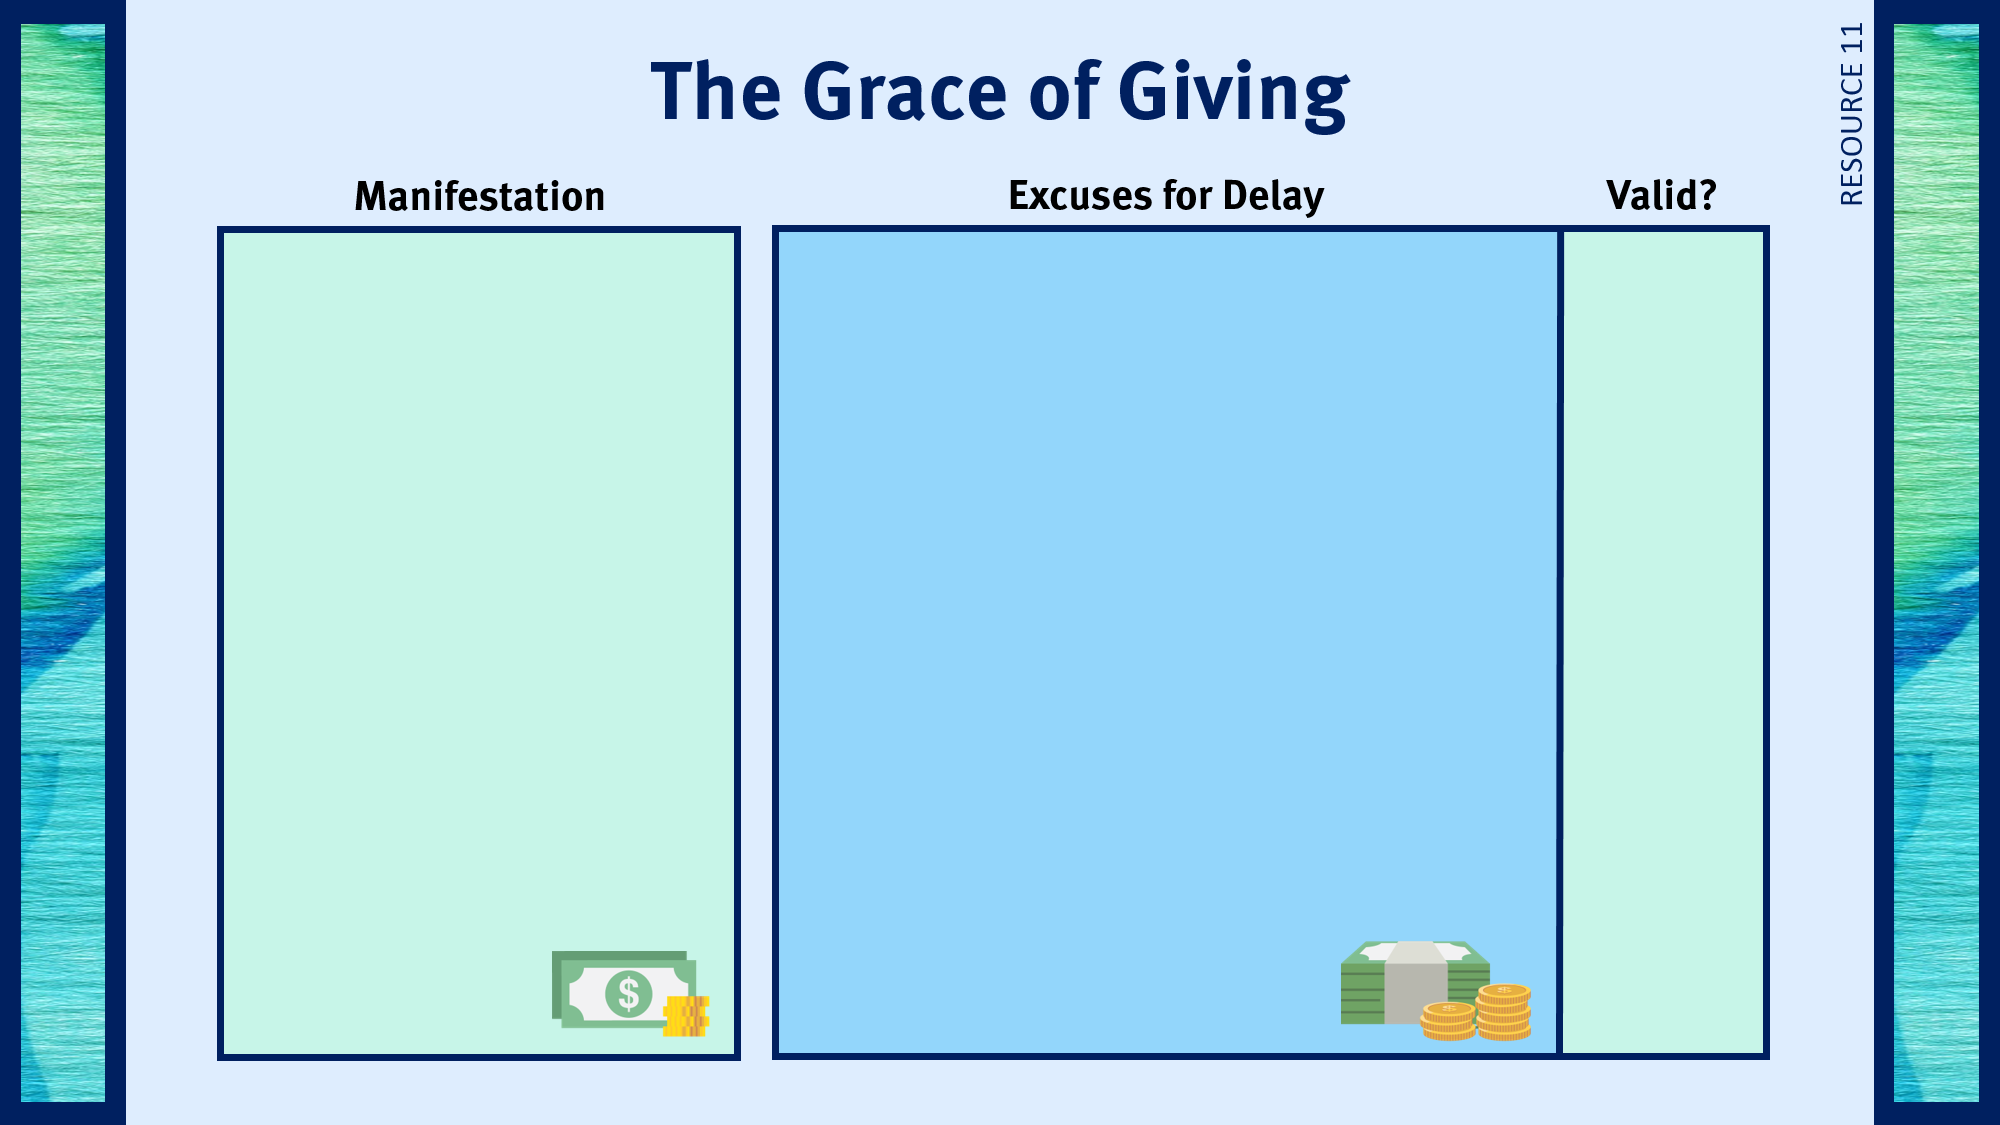 The Grace of Giving
RESOURCE 11
Manifestation
Excuses for Delay
Valid?
$